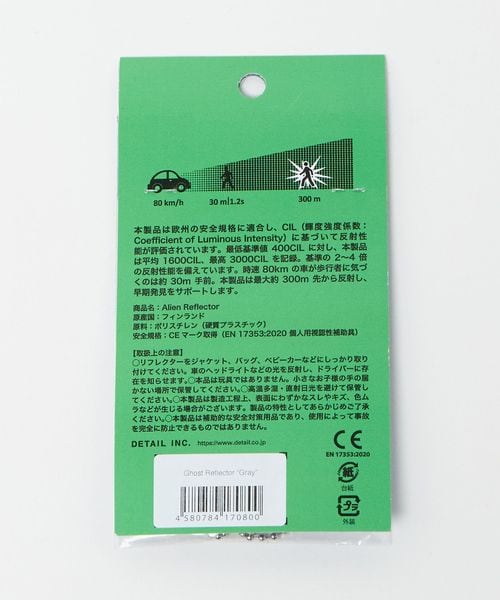 80 km/h
30 m|1.2s
300 m
本製品は欧州の安全規格に適合し、CIL（輝度強度係数：
Coefficient of Luminous Intensity）に基づいて反射性
能が評価されています。最低基準値 400CIL に対し、本製品
は平均 1600CIL、最高 3000CIL を記録。基準の 2〜4 倍
の反射性能を備えています。時速 80km の車が歩行者に気づ
くのは約 30m 手前。本製品は最大約 300m 先から反射し、
早期発見をサポートします。
商品名：Alien Reflector
原産国：フィンランド
原料：ポリスチレン（硬質プラスチック）
安全規格：CE マーク取得（EN 17353:2020 個人用視認性補助具）
【取扱上の注意】
○リフレクターをジャケット、バッグ、ベビーカーなどにしっかり取り
付けてください。車のヘッドライトなどの光を反射し、ドライバーに存
在を知らせます。○本品は玩具ではありません。小さなお子様の手の届
かない場所で保管してください。○高温多湿・直射日光を避けて保管し
てください。○本製品は製造工程上、表面にわずかなスレやキズ、色ム
ラなどが生じる場合がございます。製品の特性としてあらかじめご了承
ください。○本製品は補助的な安全対策用品であり、使用によって事故
を完全に防止できるものではありません。
DETAIL INC. https://www.detail.co.jp
CE
EN 17353:2020
紙
台紙
プラ
外装
Ghost Reflector "Gray"
4 580784 170800